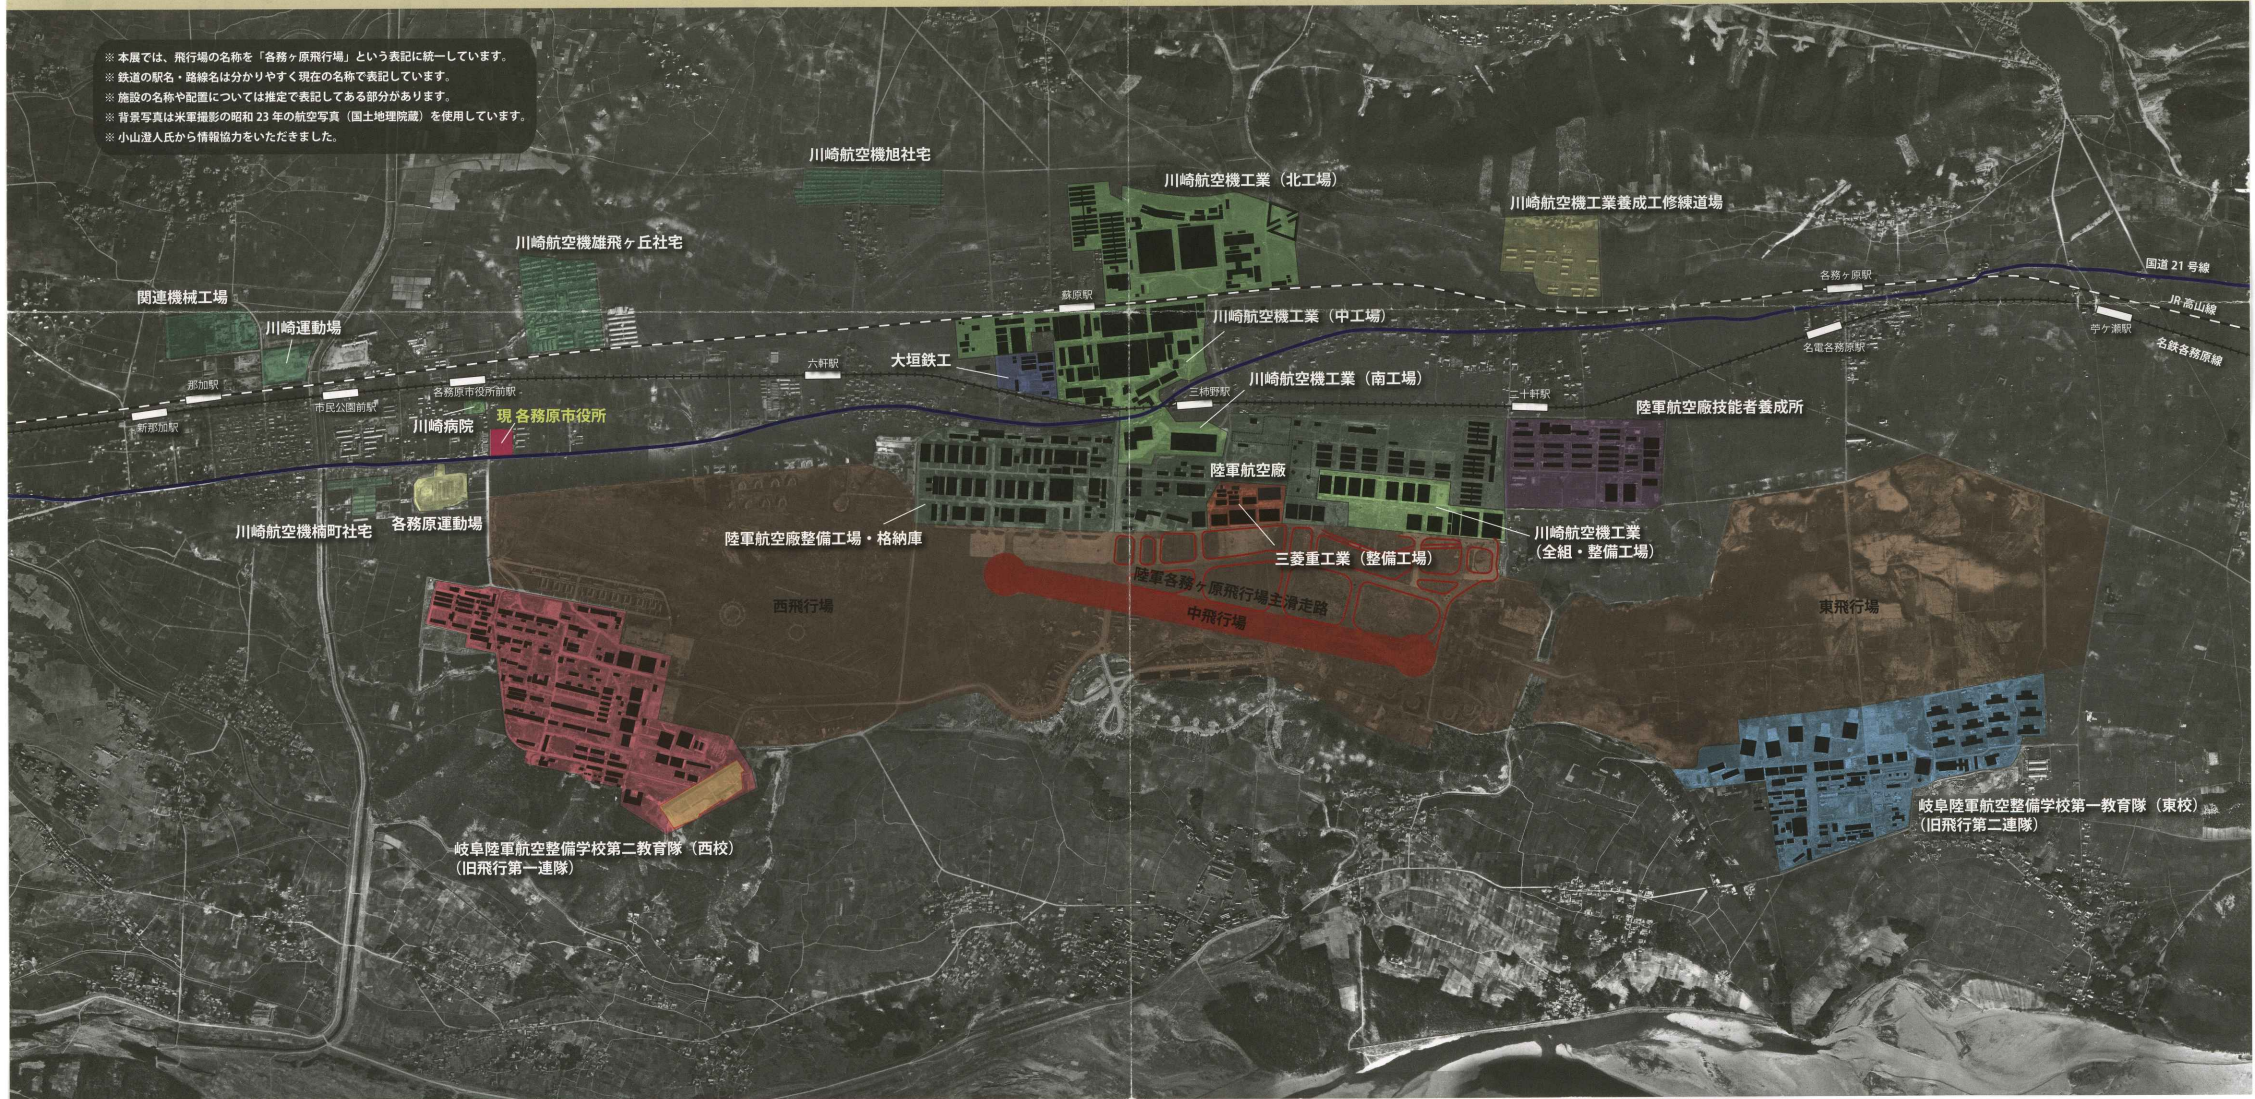 ※ 本展では、飛行場の名称を「各務ヶ原飛行場」という表記に統一しています。
※ 鉄道の駅名・路線名は分かりやすく現在の名称で表記しています。
※ 施設の名称や配置については推定で表記してある部分があります。
※ 背景写真は米軍撮影の昭和 23 年の航空写真（国土地理院蔵）を使用しています。
※ 小山澄人氏から情報協力をいただきました。
川崎航空機旭社宅
川崎航空機工業（北工場）
川崎航空機工業養成工修練道場
川崎航空機雄飛ヶ丘社宅
国道 21 号線
各務ヶ原駅
関連機械工場
蘇原駅
JR 高山線
川崎運動場
川崎航空機工業（中工場）
苧ケ瀬駅
名電各務原駅
名鉄各務原線
大垣鉄工
六軒駅
川崎航空機工業（南工場）
那加駅
各務原市役所前駅
三柿野駅
二十軒駅
市民公園前駅
陸軍航空廠技能者養成所
現 各務原市役所
新那加駅
川崎病院
陸軍航空廠
川崎航空機楠町社宅
各務原運動場
陸軍航空廠整備工場・格納庫
川崎航空機工業
（全組・整備工場）
三菱重工業（整備工場）
陸軍各務ヶ原飛行場主滑走路
西飛行場
中飛行場
東飛行場
岐阜陸軍航空整備学校第一教育隊（東校）
（旧飛行第二連隊）
岐阜陸軍航空整備学校第二教育隊（西校）
（旧飛行第一連隊）